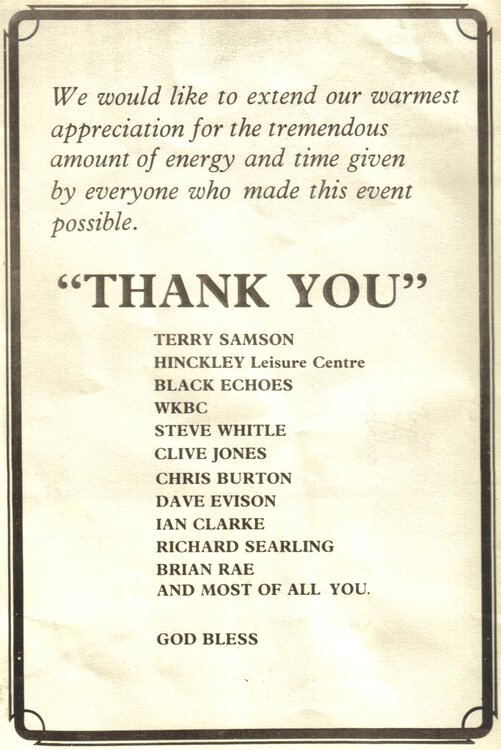 We would like to extend our warmest
appreciation for the tremendous
amount of energy and time given
by everyone who made this event
possible.
“THANK YOU”
TERRY SAMSON
HINCKLEY Leisure Centre
BLACK ECHOES
WKBC
STEVE WHITLE
CLIVE JONES
CHRIS BURTON
DAVE EVISON
IAN CLARKE
RICHARD SEARLING
BRIAN RAE
AND MOST OF ALL YOU.
GOD BLESS